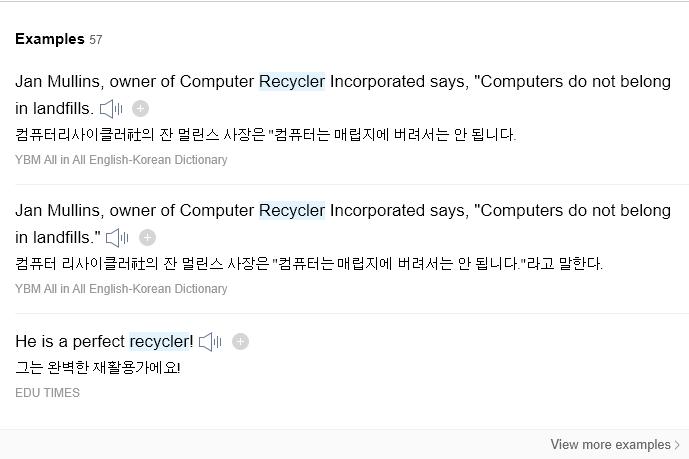 Examples 57
Jan Mullins, owner of Computer Recycler Incorporated says, "Computers do not belong
in landfills.
컴퓨터리사이클러社의 잔 멀린스 사장은 "컴퓨터는 매립지에 버려서는 안 됩니다.
YBM All in All English-Korean Dictionary
Jan Mullins, owner of Computer Recycler Incorporated says, "Computers do not belong
in landfills."
컴퓨터 리사이클러社의 잔 멀린스 사장은 "컴퓨터는 매립지에 버려서는 안 됩니다."라고 말한다.
YBM All in All English-Korean Dictionary
He is a perfect recycler!
그는 완벽한 재활용가에요!
EDU TIMES
View more examples